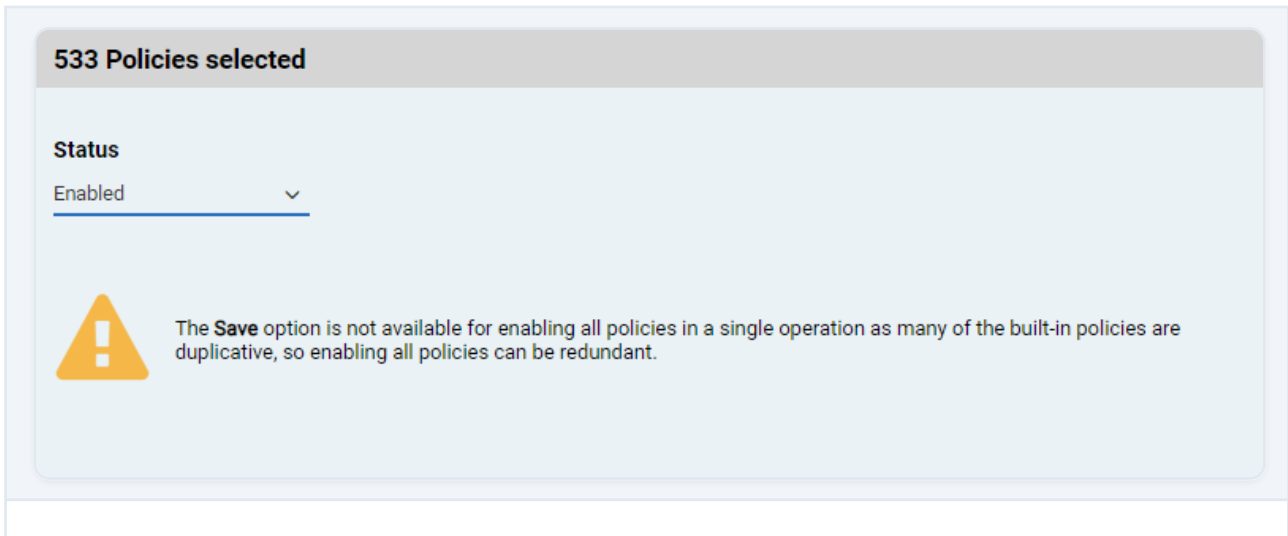 533 Policies selected
Status
Enabled
The Save option is not available for enabling all policies in a single operation as many of the built-in policies are
duplicative, so enabling all policies can be redundant.